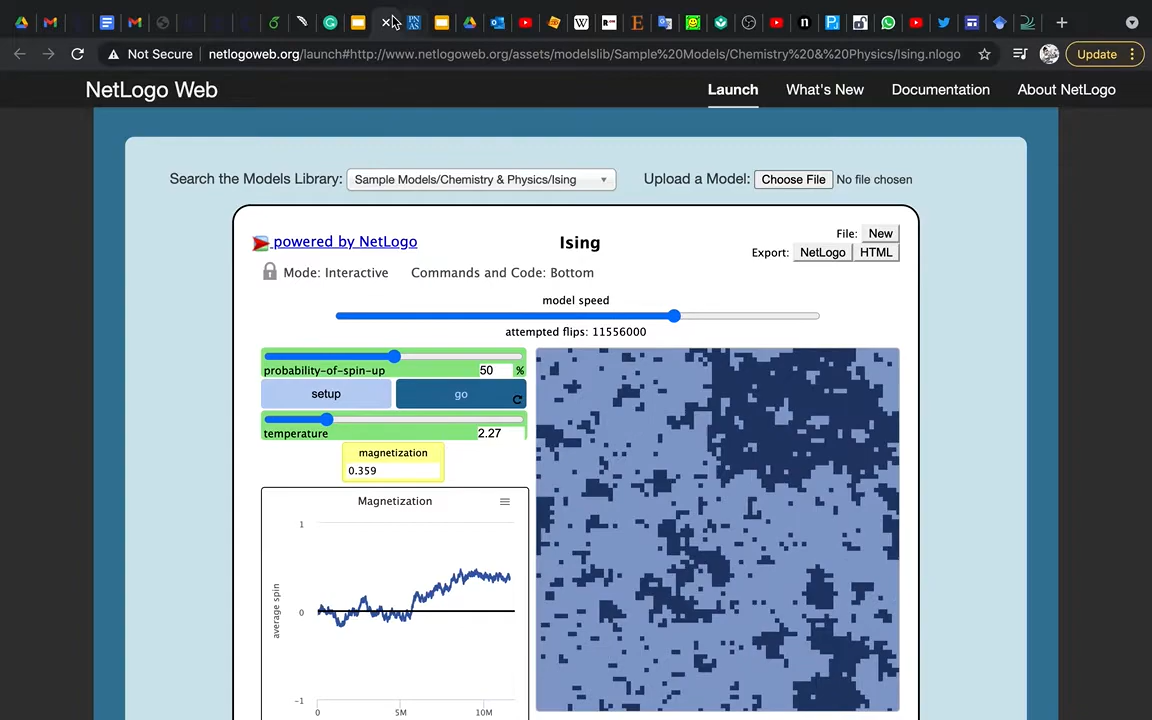 Not Secure netlogoweb.org/launch#http://www.netlogoweb.org/assets/modelslib/Sample%20Models/Chemistry%20&%20Physics/Ising.nlogo Update
NetLogo Web Launch What's New Documentation About NetLogo
Search the Models Library: Sample Models/Chemistry & Physics/Ising Upload a Model: Choose File No file chosen
File: New
powered by NetLogo Ising
Export: NetLogo HTML
Mode: Interactive Commands and Code: Bottom
model speed
attempted flips: 11556000
probability-of-spin-up 50 %
setup go
temperature 2.27
magnetization
0.359
Magnetization
1
average spin
0
-1
0 5M 10M